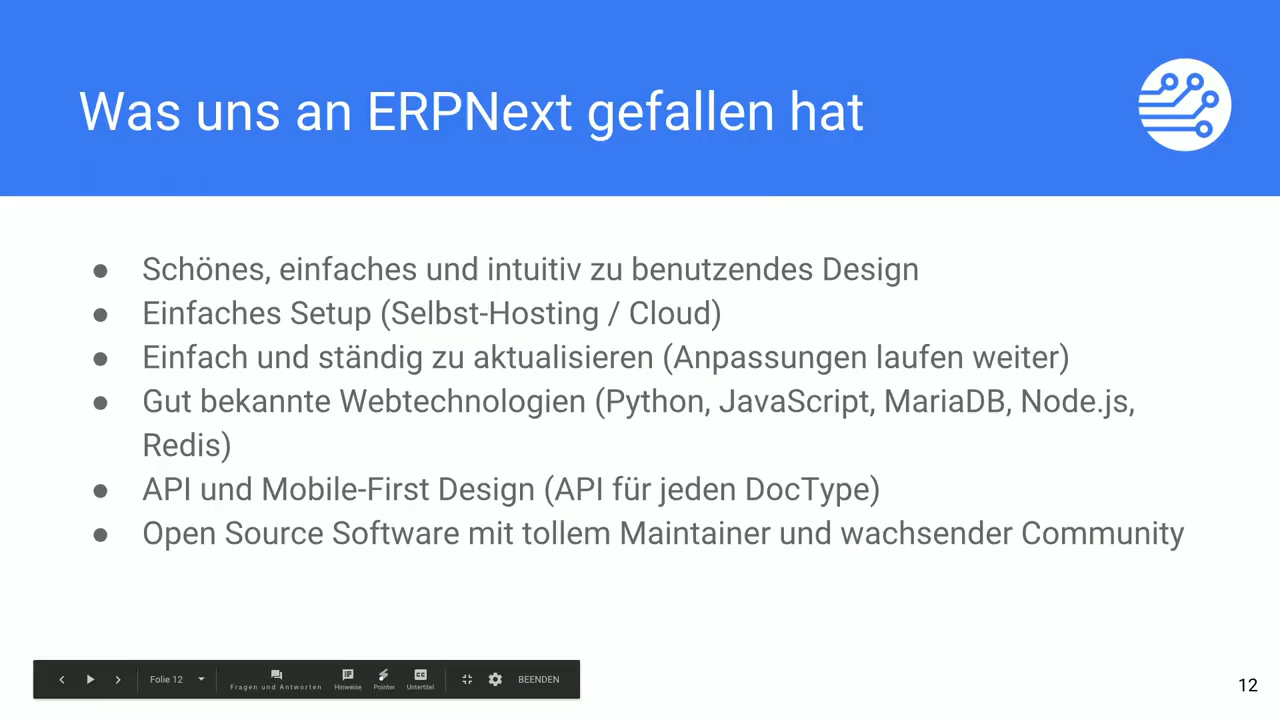 Was uns an ERPNext gefallen hat
● Schönes, einfaches und intuitiv zu benutzendes Design
● Einfaches Setup (Selbst-Hosting / Cloud)
● Einfach und ständig zu aktualisieren (Anpassungen laufen weiter)
● Gut bekannte Webtechnologien (Python, JavaScript, MariaDB, Node.js,
Redis)
● API und Mobile-First Design (API für jeden DocType)
● Open Source Software mit tollem Maintainer und wachsender Community
Folie 12
Fragen und Antworten
Hinweise
Pointer
CC
Untertitel
BEENDEN
12